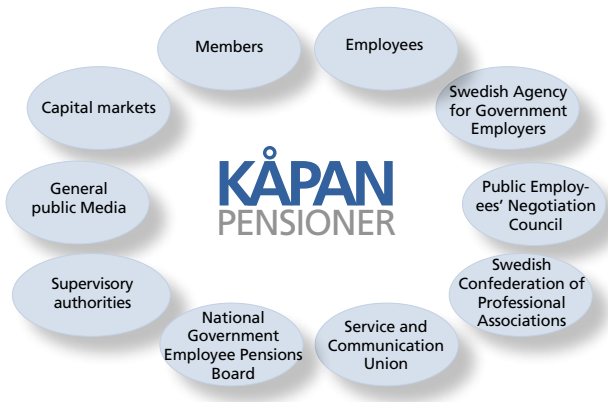 Members
Employees
Capital markets
Swedish Agency
for Government
Employers
General
public Media
KÅPAN
PENSIONER
Public Employ-
ees’ Negotiation
Council
Supervisory
authorities
Swedish
Confederation of
Professional
Associations
National
Government
Employee Pensions
Board
Service and
Communication
Union